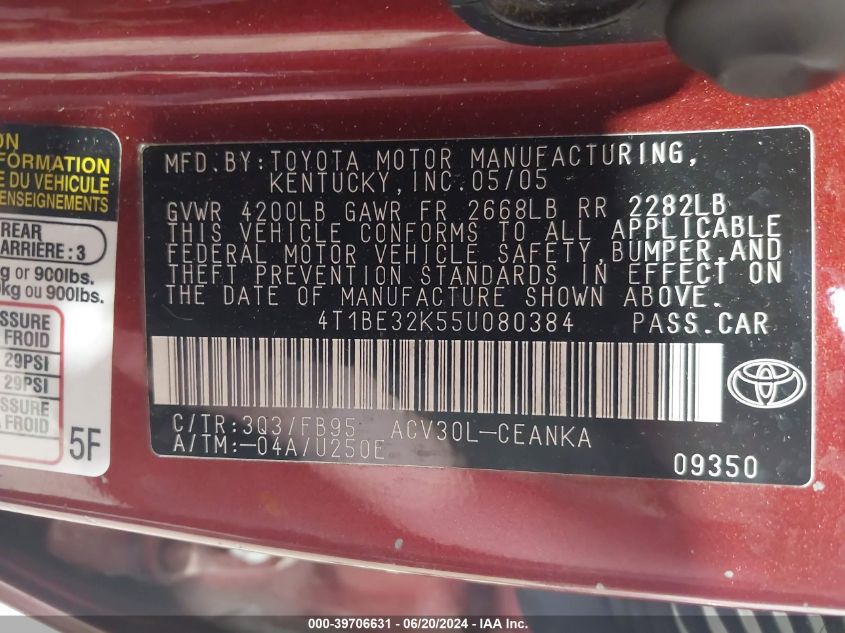 ON
FORMATION
DU VÉHICULE
RENSEIGNEMENTS
REAR
ARRIÈRE : 3
g or 900lbs.
kg ou 900lbs.
SSURE
FROID
29PSI
29PSI
SSURE
FROID
5F
MFD. BY: TOYOTA MOTOR MANUFACTURING,
KENTUCKY, INC. 05/05
GVWR 4200LB GAWR FR 2668LB RR 2282LB
THIS VEHICLE CONFORMS TO ALL APPLICABLE
FEDERAL MOTOR VEHICLE SAFETY, BUMPER, AND
THEFT PREVENTION STANDARDS IN EFFECT ON
THE DATE OF MANUFACTURE SHOWN ABOVE.
4T1BE32K55U080384 PASS. CAR
C/TR: 3Q3/FB95 ACV30L-CEANKA
A/TM: -04A/U250E
09350
TOYOTA
000-39706631 - 06/20/2024 - IAA Inc.